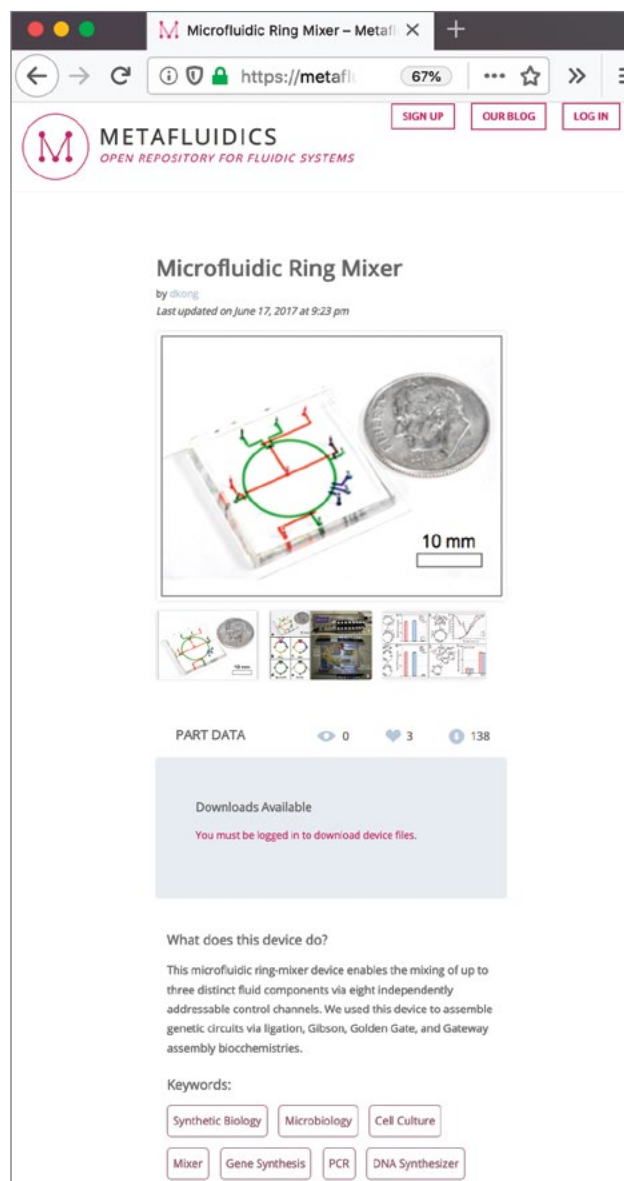 Microfluidic Ring Mixer – Metafl
https://metaflu
67%
SIGN UP
OUR BLOG
LOG IN
METAFLUIDICS
OPEN REPOSITORY FOR FLUIDIC SYSTEMS
Microfluidic Ring Mixer
by dkong
Last updated on June 17, 2017 at 9:23 pm
10 mm
PART DATA
0
3
138
Downloads Available
You must be logged in to download device files.
What does this device do?
This microfluidic ring-mixer device enables the mixing of up to
three distinct fluid components via eight independently
addressable control channels. We used this device to assemble
genetic circuits via ligation, Gibson, Golden Gate, and Gateway
assembly biocchemistries.
Keywords:
Synthetic Biology
Microbiology
Cell Culture
Mixer
Gene Synthesis
PCR
DNA Synthesizer